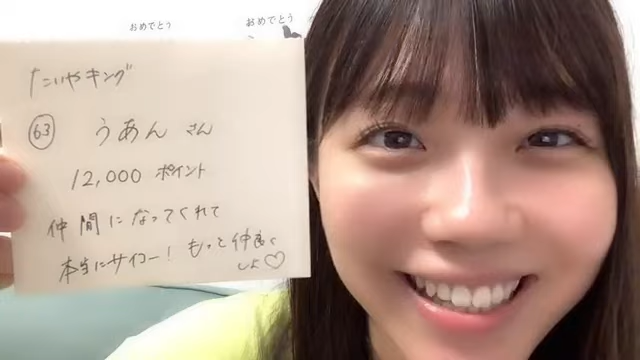 おめでとう
おめでとう
たいやキング
63 うあん さん
12,000 ポイント
仲間になってくれて
本当にサイコー! もっと仲良く
しよ♡